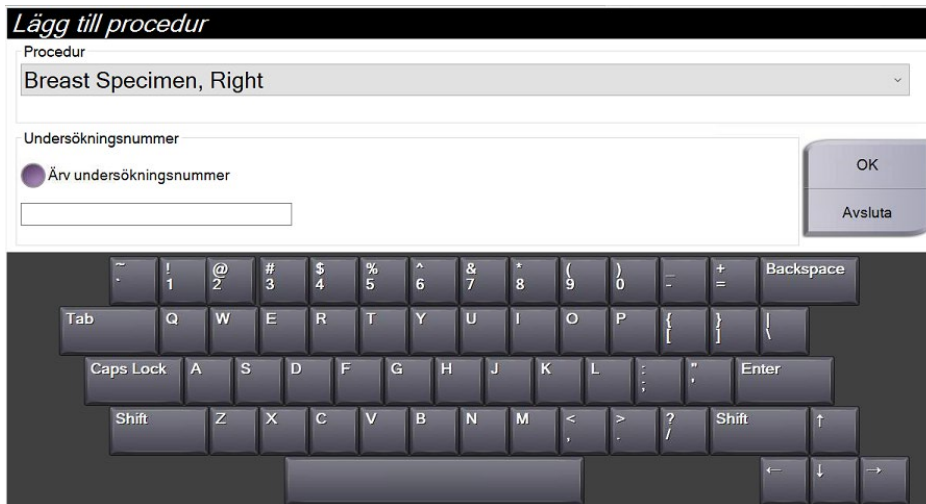 Lägg till procedur
Procedur
Breast Specimen, Right
Undersökningsnummer
Ärv undersökningsnummer
OK
Avsluta
~ ! @ # $ % ^ & * ( ) _ + Backspace
` 1 2 3 4 5 6 7 8 9 0 - =
Tab Q W E R T Y U I O P { } |
[ ] \
Caps Lock A S D F G H J K L : " Enter
; '
Shift Z X C V B N M < > ? Shift ↑
, . /
← ↓ →